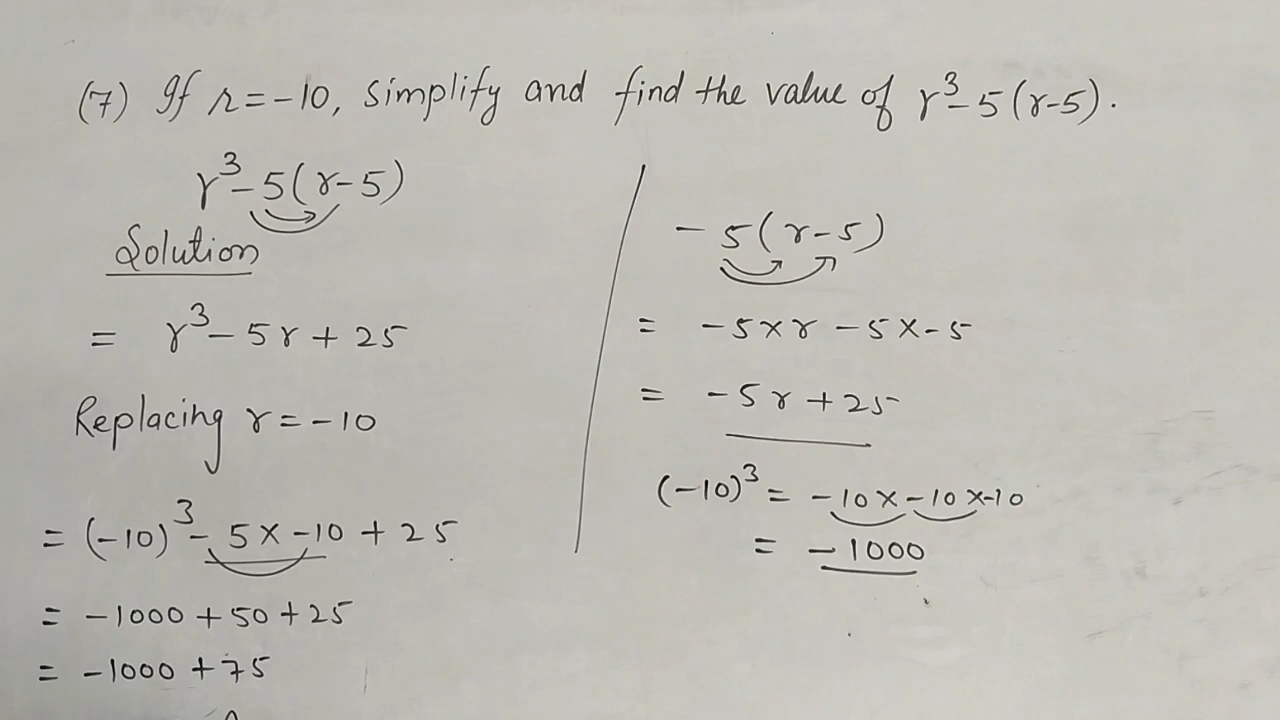 (7) If r=-10, simplify and find the value of r³-5(r-5).
r³-5(r-5)
Solution
= r³-5r+25
Replacing r=-10
= (-10)³-5×-10+25
= -1000+50+25
= -1000+75
-5(r-5)
= -5×r-5×-5
= -5r+25
(-10)³= -10×-10×-10
= -1000